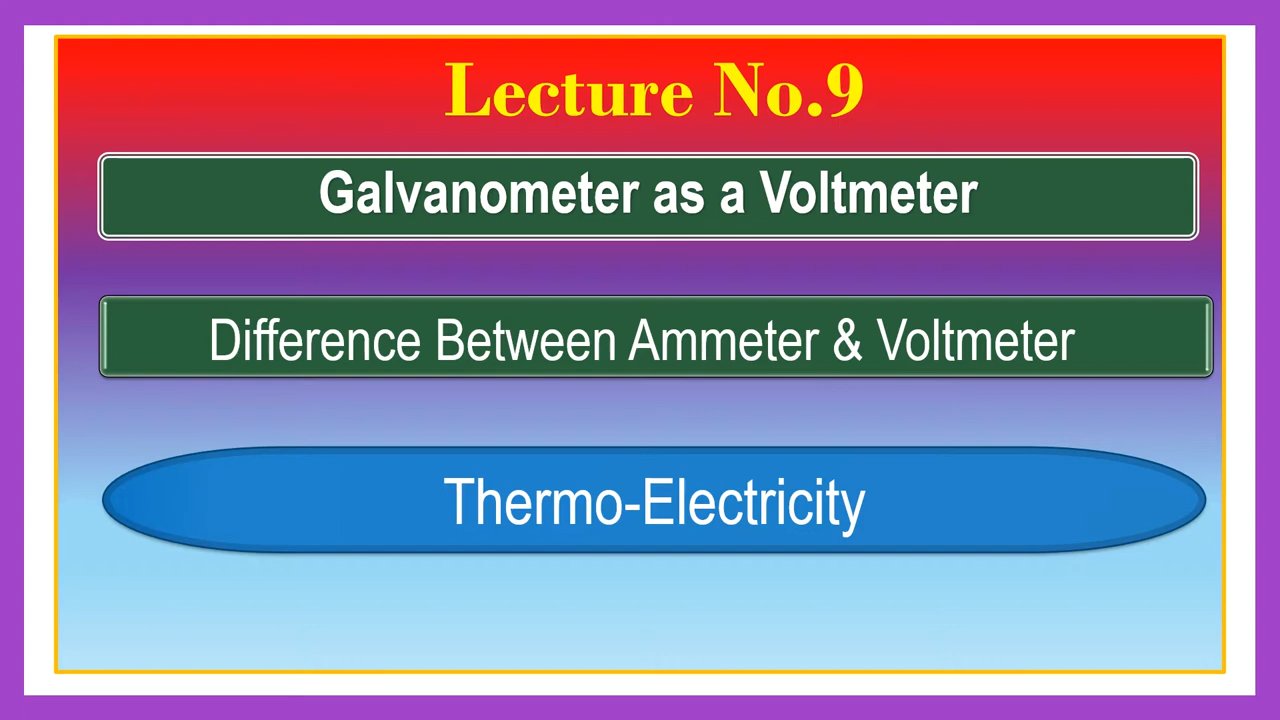 Lecture No.9
Galvanometer as a Voltmeter
Difference Between Ammeter & Voltmeter
Thermo-Electricity